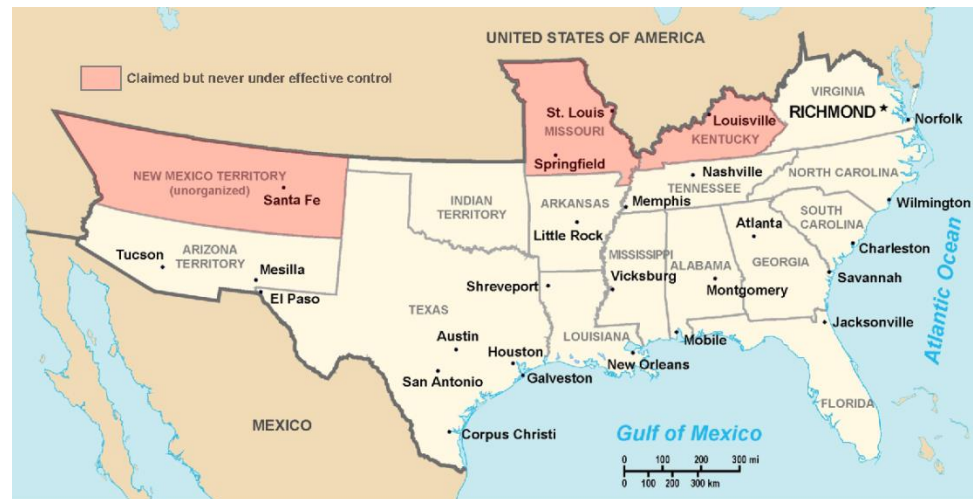 UNITED STATES OF AMERICA
Claimed but never under effective control
VIRGINIA
RICHMOND
Norfolk
St. Louis
MISSOURI
Springfield
Louisville
KENTUCKY
NEW MEXICO TERRITORY
(unorganized)
Santa Fe
Nashville
TENNESSEE
NORTH CAROLINA
INDIAN
TERRITORY
ARKANSAS
Little Rock
Memphis
Wilmington
SOUTH
CAROLINA
Atlanta
Charleston
ARIZONA
TERRITORY
Tucson
Mesilla
El Paso
MISSISSIPPI
Vicksburg
ALABAMA
Montgomery
GEORGIA
Savannah
Shreveport
TEXAS
Austin
San Antonio
Houston
Galveston
LOUISIANA
New Orleans
Mobile
Jacksonville
Atlantic Ocean
FLORIDA
MEXICO
Corpus Christi
Gulf of Mexico
0 100 200 300 mi
0 100 200 300 km